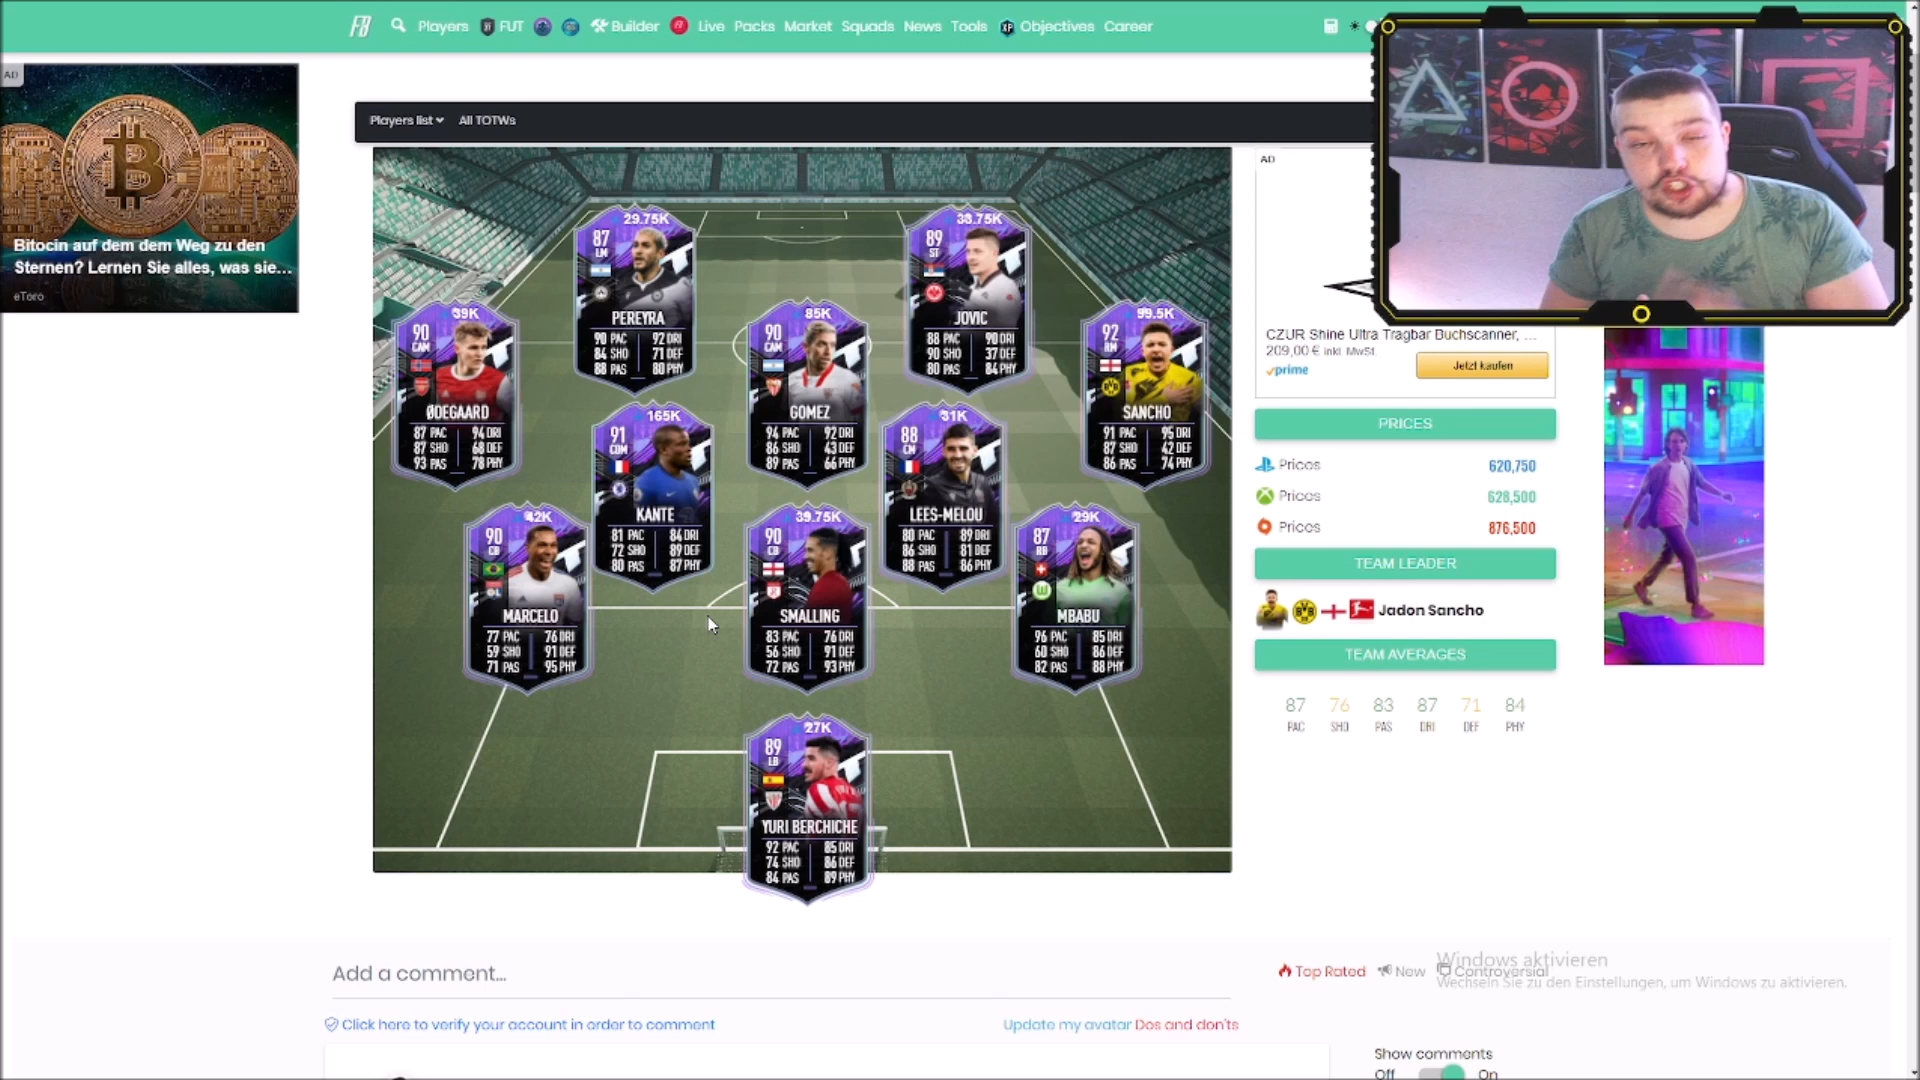 FB Players FUT Builder Live Packs Market Squads News Tools XP Objectives Career
AD
Bitocin auf dem dem Weg zu den
Sternen? Lernen Sie alles, was sie...
eToro
Players list All TOTWs
29.75K
87
LM
PEREYRA
90 PAC 92 DRI
84 SHO 71 DEF
88 PAS 80 PHY
33.75K
89
ST
JOVIC
88 PAC 90 DRI
90 SHO 37 DEF
80 PAS 84 PHY
39K
90
CAM
ØDEGAARD
87 PAC 94 DRI
87 SHO 68 DEF
93 PAS 78 PHY
85K
90
CAM
GOMEZ
94 PAC 92 DRI
86 SHO 43 DEF
89 PAS 66 PHY
99.5K
92
RM
SANCHO
91 PAC 95 DRI
87 SHO 42 DEF
86 PAS 74 PHY
165K
91
CDM
KANTE
81 PAC 84 DRI
72 SHO 89 DEF
80 PAS 87 PHY
31K
88
CM
LEES-MELOU
80 PAC 89 DRI
86 SHO 81 DEF
88 PAS 86 PHY
42K
90
CB
MARCELO
77 PAC 76 DRI
59 SHO 91 DEF
71 PAS 95 PHY
39.75K
90
CB
SMALLING
83 PAC 76 DRI
56 SHO 91 DEF
72 PAS 93 PHY
29K
87
RB
MBABU
96 PAC 85 DRI
60 SHO 86 DEF
82 PAS 88 PHY
27K
89
LB
YURI BERCHICHE
92 PAC 85 DRI
74 SHO 86 DEF
84 PAS 89 PHY
AD
CZUR Shine Ultra Tragbar Buchscanner, ...
209,00 € inkl. MwSt.
prime
Jetzt kaufen
PRICES
Prices 620,750
Prices 628,500
Prices 876,500
TEAM LEADER
Jadon Sancho
TEAM AVERAGES
87 76 83 87 71 84
PAC SHO PAS DRI DEF PHY
Add a comment...
Top Rated New Controversial
Windows aktivieren
Wechseln Sie zu den Einstellungen, um Windows zu aktivieren.
Click here to verify your account in order to comment
Update my avatar Dos and don'ts
Show comments
Off On